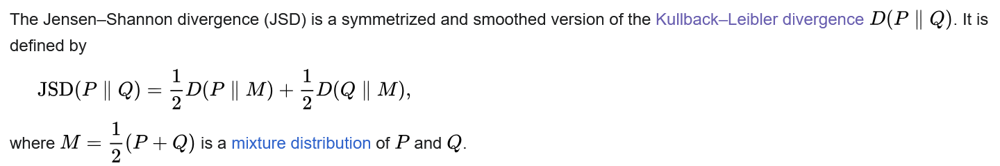 The Jensen–Shannon divergence (JSD) is a symmetrized and smoothed version of the Kullback–Leibler divergence D(P ∥ Q). It is
defined by
JSD(P ∥ Q) = 1/2 D(P ∥ M) + 1/2 D(Q ∥ M),
where M = 1/2 (P + Q) is a mixture distribution of P and Q.